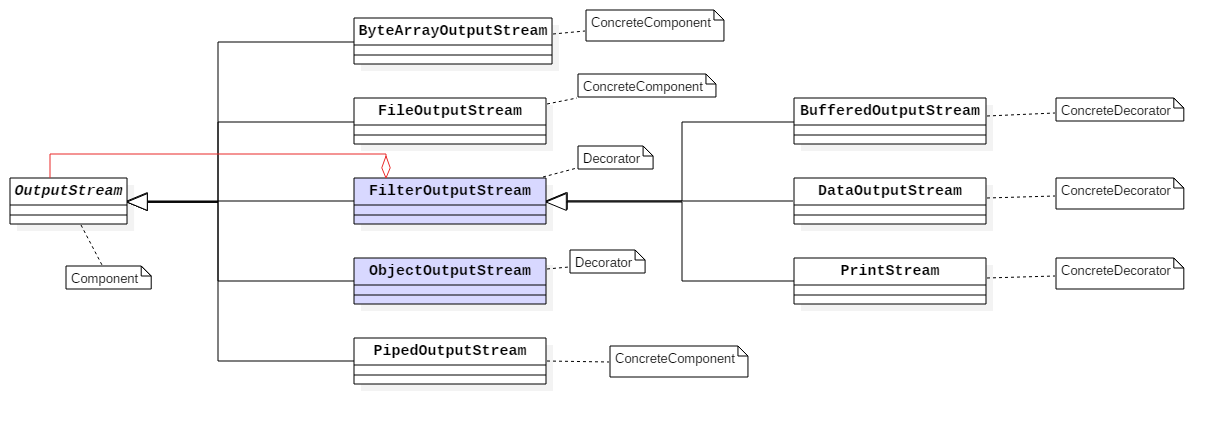 ByteArrayOutputStream
ConcreteComponent
FileOutputStream
ConcreteComponent
BufferedOutputStream
ConcreteDecorator
OutputStream
Component
FilterOutputStream
Decorator
DataOutputStream
ConcreteDecorator
ObjectOutputStream
Decorator
PrintStream
ConcreteDecorator
PipedOutputStream
ConcreteComponent